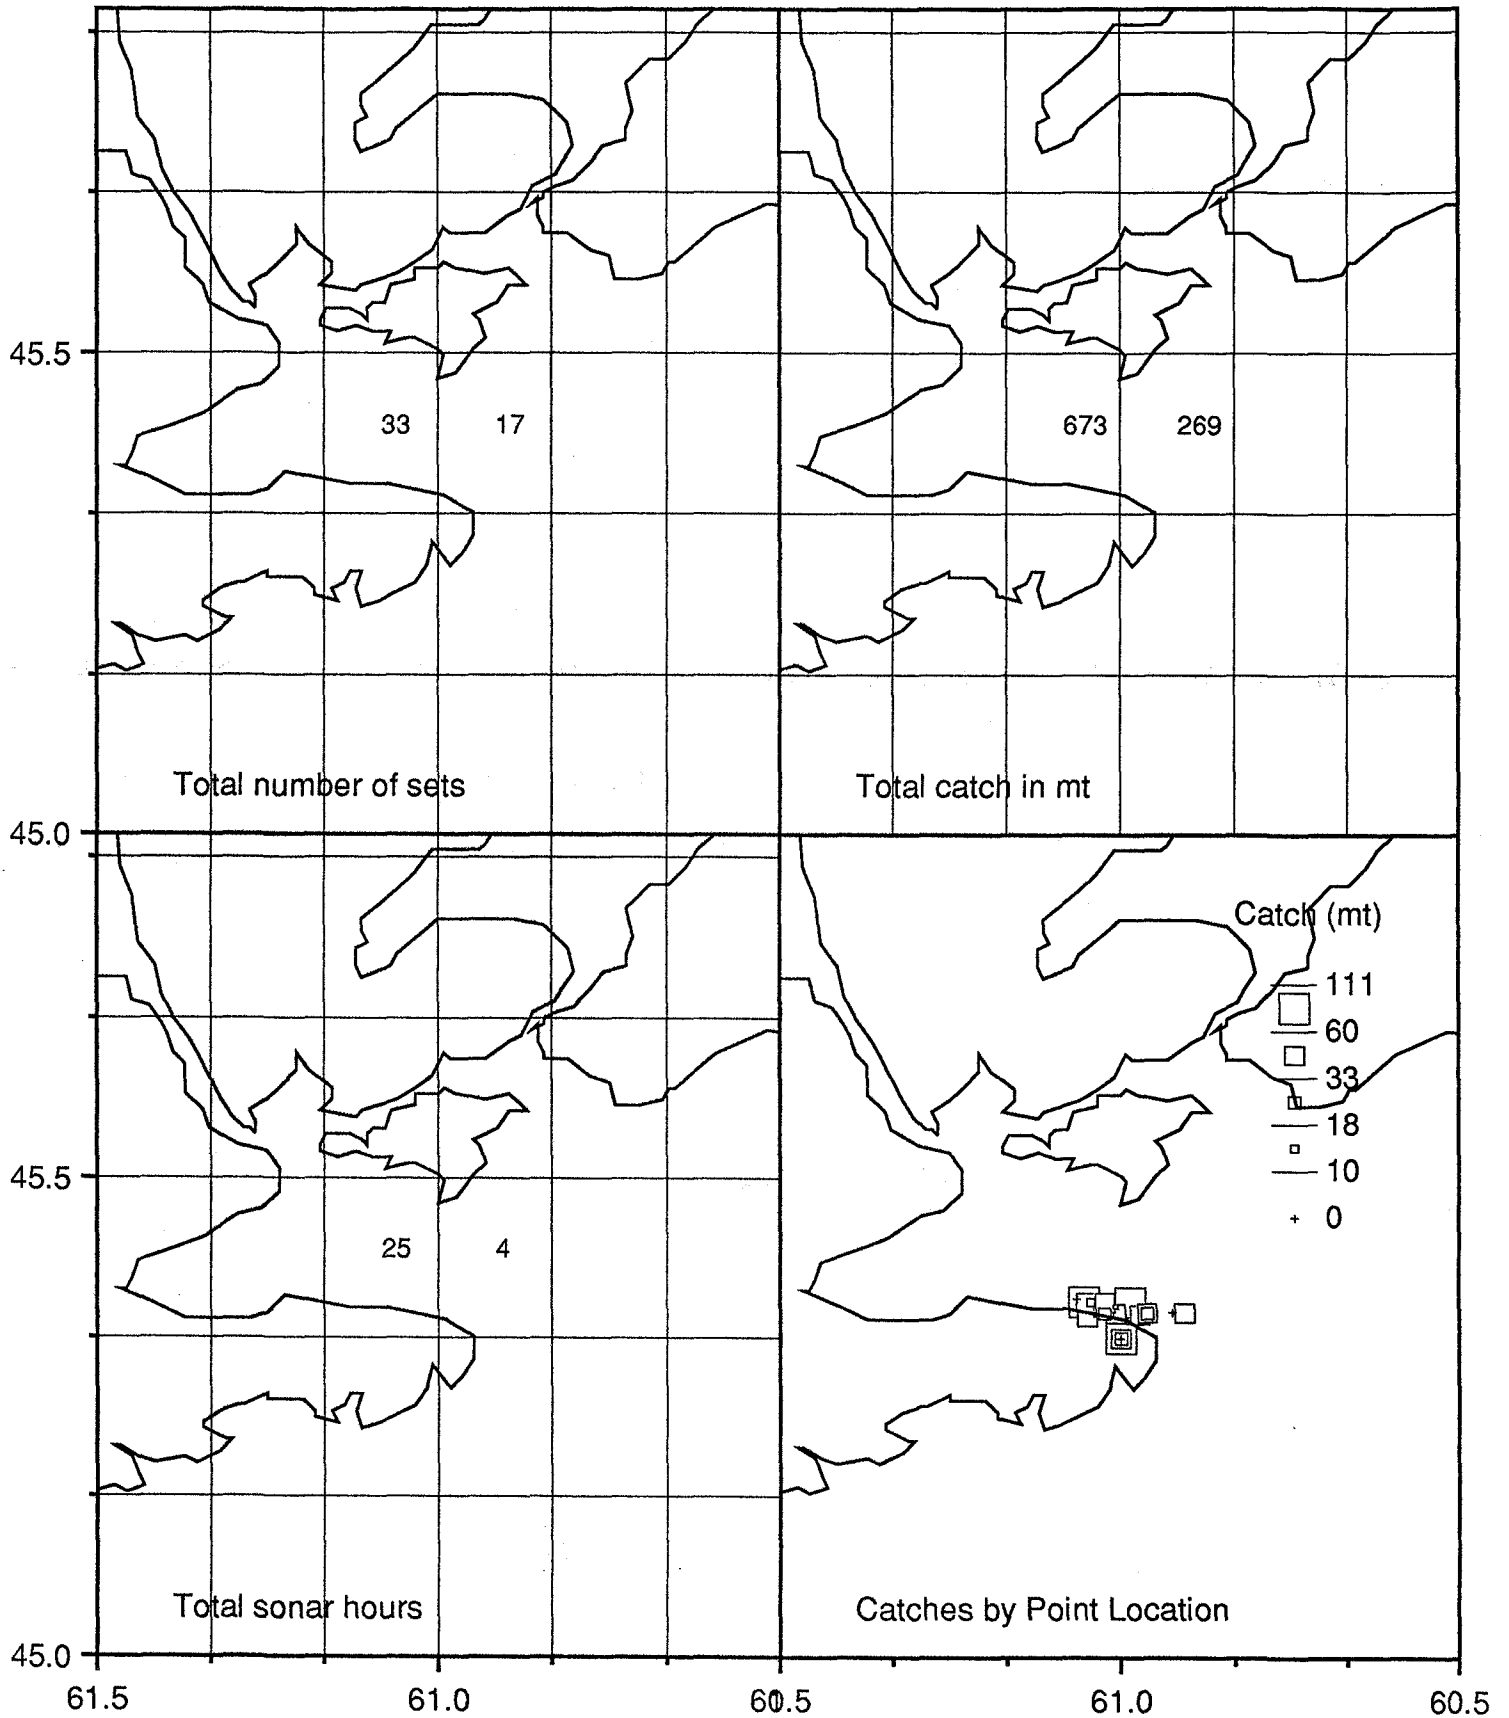 45.5
33 17
673 269
Total number of sets
Total catch in mt
45.0
Catch (mt)
111
60
33
18
10
0
45.5
25 4
Total sonar hours
Catches by Point Location
45.0
61.5 61.0 60.5 61.0 60.5